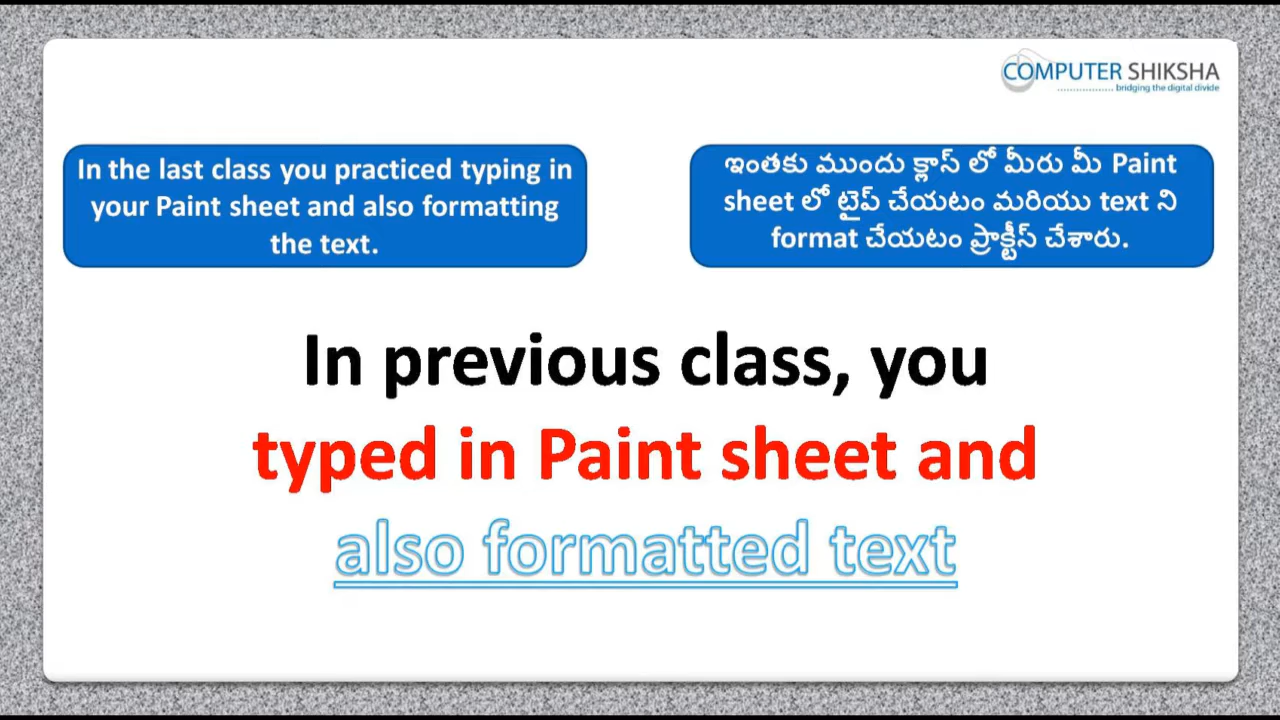 COMPUTER SHIKSHA
bridging the digital divide
In the last class you practiced typing in
your Paint sheet and also formatting
the text.
ఇంతకు ముందు క్లాస్ లో మీరు మీ Paint
sheet లో టైప్ చేయటం మరియు text ని
format చేయటం ప్రాక్టీస్ చేశారు.
In previous class, you
typed in Paint sheet and
also formatted text